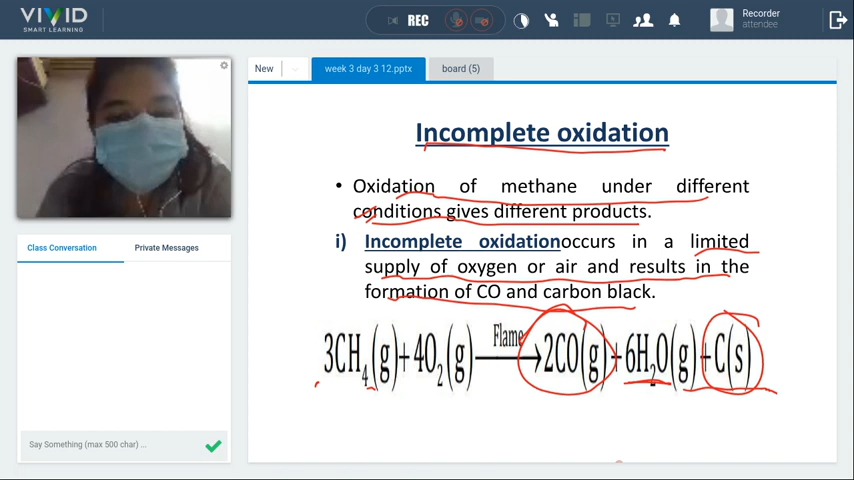 VIVID
SMART LEARNING
REC
Recorder
attendee
New
week 3 day 3 12.pptx
board (5)
Incomplete oxidation
• Oxidation of methane under different
conditions gives different products.
i) Incomplete oxidationoccurs in a limited
supply of oxygen or air and results in the
formation of CO and carbon black.
Flame
3CH₄(g)+4O₂(g)⟶2CO(g)+6H₂O(g)+C(s)
Class Conversation
Private Messages
Say Something (max 500 char) ...